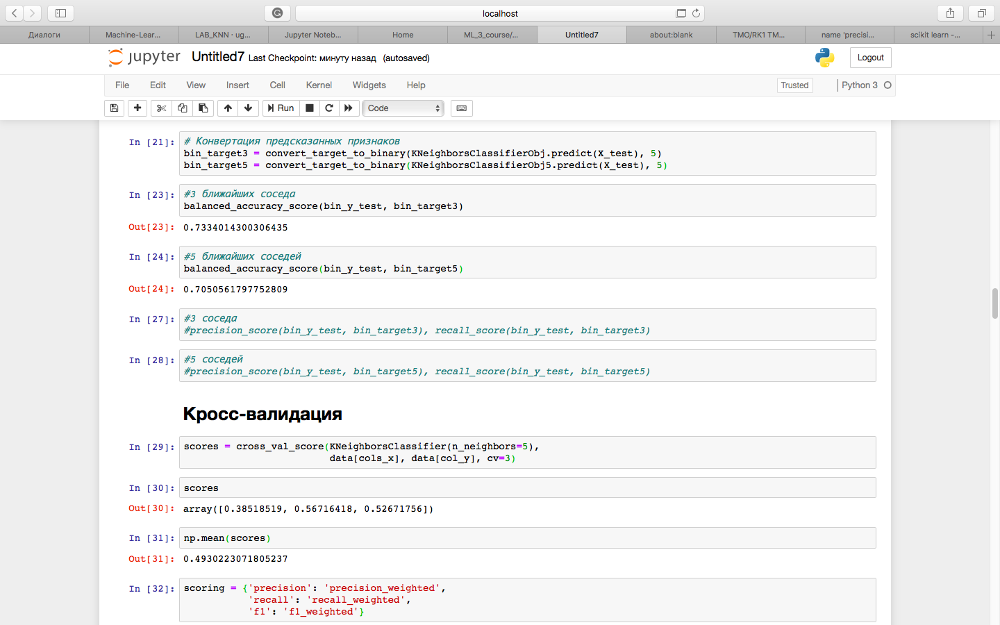 localhost
Диалоги
Machine-Lear...
LAB_KNN · ug...
Jupyter Noteb...
Home
ML_3_course/...
Untitled7
about:blank
TMO/RK1 TM...
name 'precisi...
scikit learn -...
jupyter Untitled7 Last Checkpoint: минуту назад (autosaved)
Logout
File Edit View Insert Cell Kernel Widgets Help
Trusted
Python 3
Run
Code
In [21]: # Конвертация предсказанных признаков
bin_target3 = convert_target_to_binary(KNeighborsClassifierObj.predict(X_test), 5)
bin_target5 = convert_target_to_binary(KNeighborsClassifierObj5.predict(X_test), 5)
In [23]: #3 ближайших соседа
balanced_accuracy_score(bin_y_test, bin_target3)
Out[23]: 0.7334014300306435
In [24]: #5 ближайших соседей
balanced_accuracy_score(bin_y_test, bin_target5)
Out[24]: 0.7050561797752809
In [27]: #3 соседа
#precision_score(bin_y_test, bin_target3), recall_score(bin_y_test, bin_target3)
In [28]: #5 соседей
#precision_score(bin_y_test, bin_target5), recall_score(bin_y_test, bin_target5)
Кросс-валидация
In [29]: scores = cross_val_score(KNeighborsClassifier(n_neighbors=5),
data[cols_x], data[col_y], cv=3)
In [30]: scores
Out[30]: array([0.38518519, 0.56716418, 0.52671756])
In [31]: np.mean(scores)
Out[31]: 0.4930223071805237
In [32]: scoring = {'precision': 'precision_weighted',
'recall': 'recall_weighted',
'f1': 'f1_weighted'}